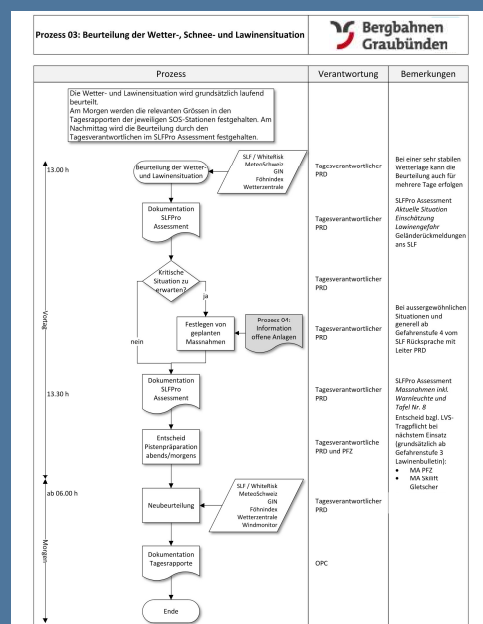 Prozess 03: Beurteilung der Wetter-, Schnee- und Lawinensituation
Bergbahnen
Graubünden
Prozess
Verantwortung
Bemerkungen
Die Wetter- und Lawinensituation wird grundsätzlich laufend
beurteilt.
Am Morgen werden die relevanten Grössen in den
Tagesrapporten der jeweiligen SOS-Stationen festgehalten. Am
Nachmittag wird die Beurteilung durch den
Tagesverantwortlichen im SLFPro Assessment festgehalten.
13.00 h
Beurteilung der Wetter-
und Lawinensituation
SLF / WhiteRisk
MeteoSchweiz
GIN
Föhnindex
Wetterzentrale
Tagesverantwortlicher
PRD
Bei einer sehr stabilen
Wetterlage kann die
Beurteilung auch für
mehrere Tage erfolgen
Dokumentation
SLFPro
Assessment
Tagesverantwortlicher
PRD
SLFPro Assessment
Aktuelle Situation
Einschätzung
Lawinengefahr
Geländerückmeldungen
ans SLF
Kritische
Situation zu
erwarten?
ja
nein
Tagesverantwortlicher
PRD
Vortag
Festlegen von
geplanten
Massnahmen
Prozess 04:
Information
offene Anlagen
Tagesverantwortlicher
PRD
Bei aussergewöhnlichen
Situationen und
generell ab
Gefahrenstufe 4 vom
SLF Rücksprache mit
Leiter PRD
13.30 h
Dokumentation
SLFPro
Assessment
Tagesverantwortlicher
PRD
SLFPro Assessment
Massnahmen inkl.
Warnleuchte und
Tafel Nr. 8
Entscheid
Pistenpräparation
abends/morgens
Tagesverantwortliche
PRD und PFZ
Entscheid bzgl. LVS-
Tragpflicht bei
nächstem Einsatz
(grundsätzlich ab
Gefahrenstufe 3
Lawinenbulletin):
• MA PFZ
• MA Skilift
Gletscher
ab 06.00 h
Neubeurteilung
SLF / WhiteRisk
MeteoSchweiz
GIN
Föhnindex
Wetterzentrale
Windmonitor
Tagesverantwortlicher
PRD
Morgen
Dokumentation
Tagesrapporte
OPC
Ende